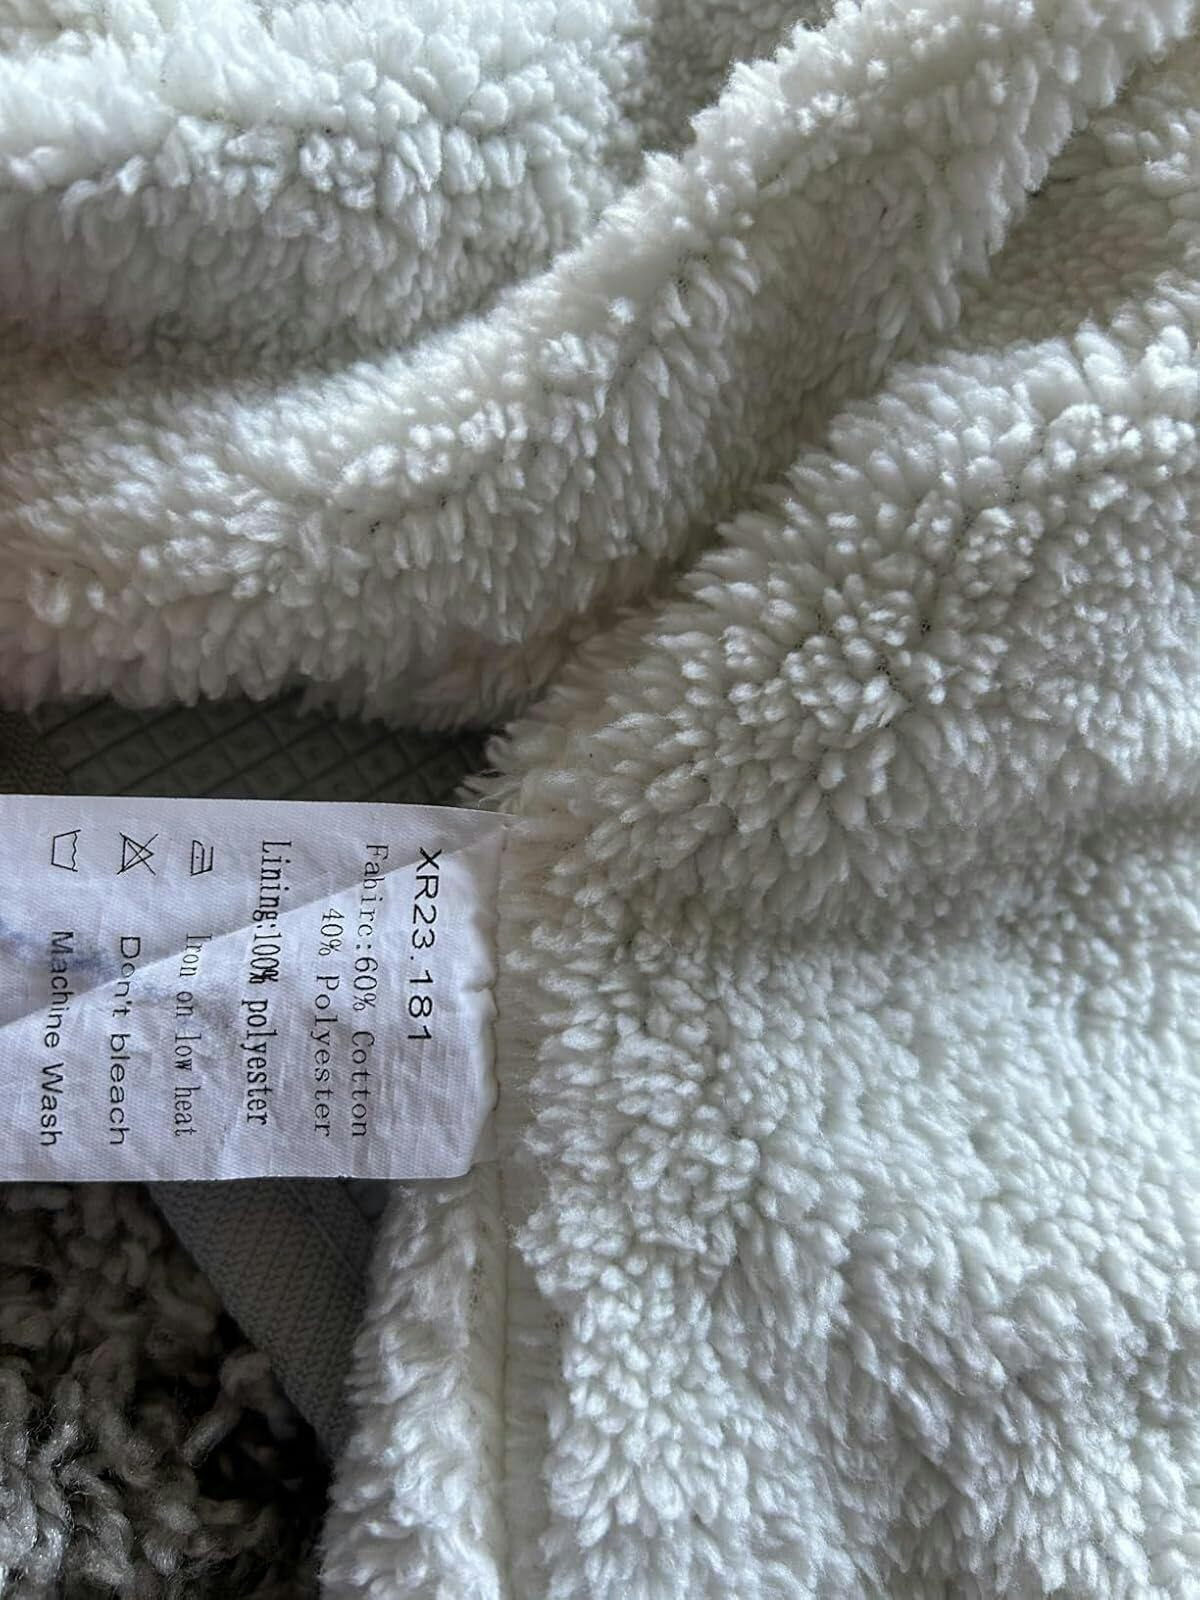 XR23.181
Fabirc:60% Cotton
40% Polyester
Lining:100% polyester
Iron on low heat
Don't bleach
Machine Wash